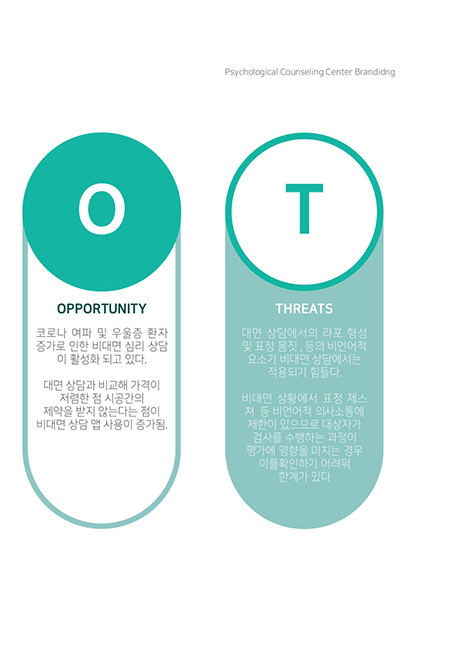 Psychological Counseling Center Brandidng
O
OPPORTUNITY
코로나 여파 및 우울증 환자
증가로 인한 비대면 심리 상담
이 활성화 되고 있다.
대면 상담과 비교해 가격이
저렴한 점 시공간의
제약을 받지 않는다는 점이
비대면 상담 앱 사용이 증가됨.
T
THREATS
대면 상담에서의 라포 형성
및 표정 몸짓 , 등의 비언어적
요소가 비대면 상담에서는
적용되기 힘들다.
비대면 상황에서 표정 제스
쳐 등 비언어적 의사소통에
제한이 있으므로 대상자가
검사를 수행하는 과정이
평가에 영향을 미치는 경우
이를확인하기 어려워
한계가 있다